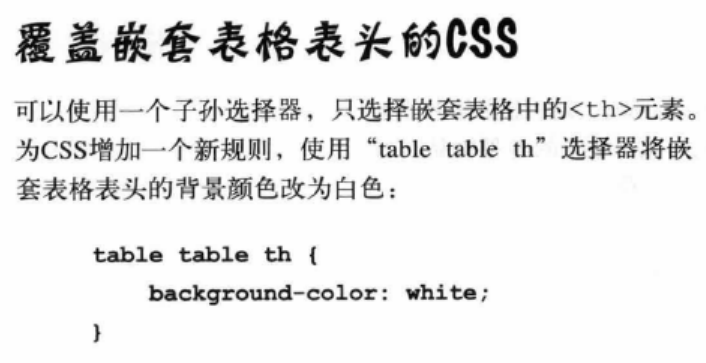 覆盖嵌套表格表头的CSS
可以使用一个子孙选择器，只选择嵌套表格中的<th>元素。
为CSS增加一个新规则，使用“table table th”选择器将嵌
套表格表头的背景颜色改为白色：
table table th {
    background-color: white;
}